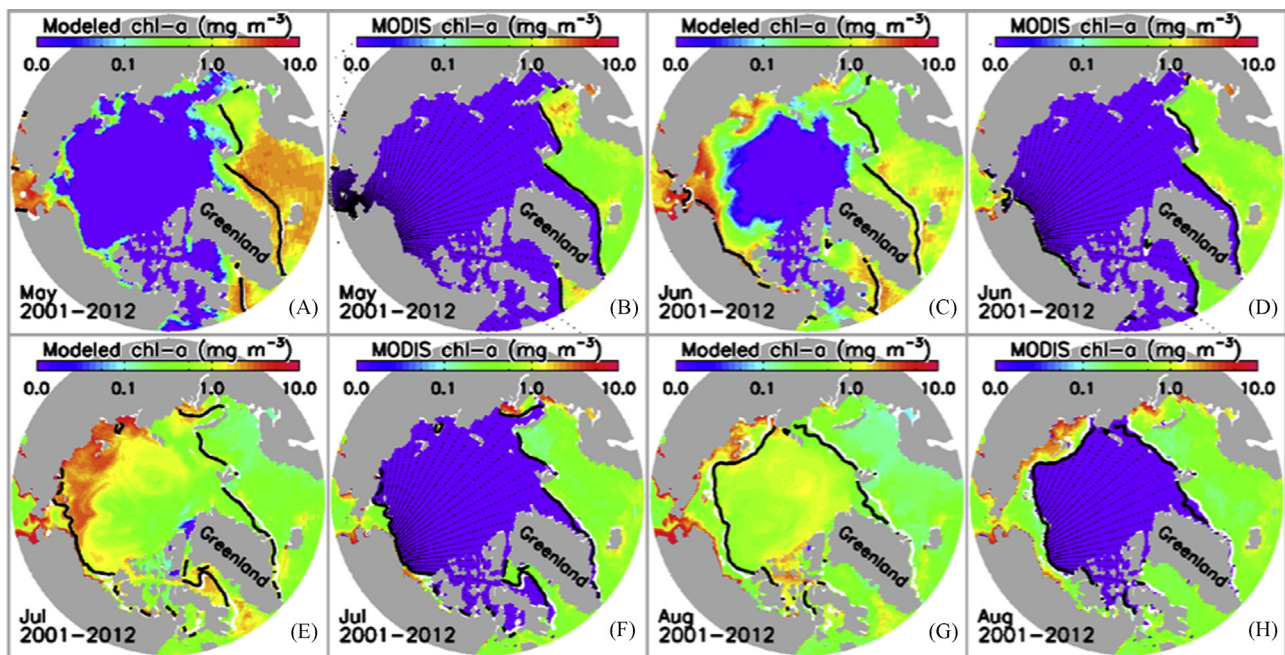 Modeled chl-a (mg m⁻³)
0.0 0.1 1.0 10.0
Greenland
May
2001-2012
(A)
MODIS chl-a (mg m⁻³)
0.0 0.1 1.0 10.0
Greenland
May
2001-2012
(B)
Modeled chl-a (mg m⁻³)
0.0 0.1 1.0 10.0
Greenland
Jun
2001-2012
(C)
MODIS chl-a (mg m⁻³)
0.0 0.1 1.0 10.0
Greenland
Jun
2001-2012
(D)
Modeled chl-a (mg m⁻³)
0.0 0.1 1.0 10.0
Greenland
Jul
2001-2012
(E)
MODIS chl-a (mg m⁻³)
0.0 0.1 1.0 10.0
Greenland
Jul
2001-2012
(F)
Modeled chl-a (mg m⁻³)
0.0 0.1 1.0 10.0
Greenland
Aug
2001-2012
(G)
MODIS chl-a (mg m⁻³)
0.0 0.1 1.0 10.0
Greenland
Aug
2001-2012
(H)